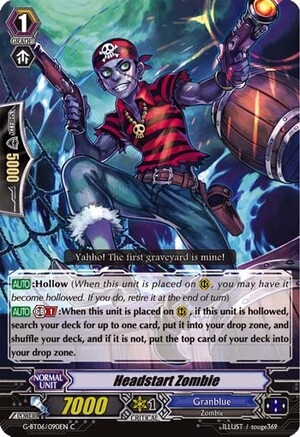 GRADE
1
SHIELD
5000
Yahho! The first graveyard is mine!
AUTO :Hollow (When this unit is placed on R, you may have it become hollowed. If you do, retire it at the end of turn)
AUTO CB 1 :When this unit is placed on R, if this unit is hollowed,
search your deck for up to one card, put it into your drop zone, and
shuffle your deck, and if it is not, put the top card of your deck into
your drop zone.
NORMAL
UNIT
Headstart Zombie
POWER
7000
1
CRITICAL
Granblue
Zombie
G-BT06/090EN C
ILLUST / touge369